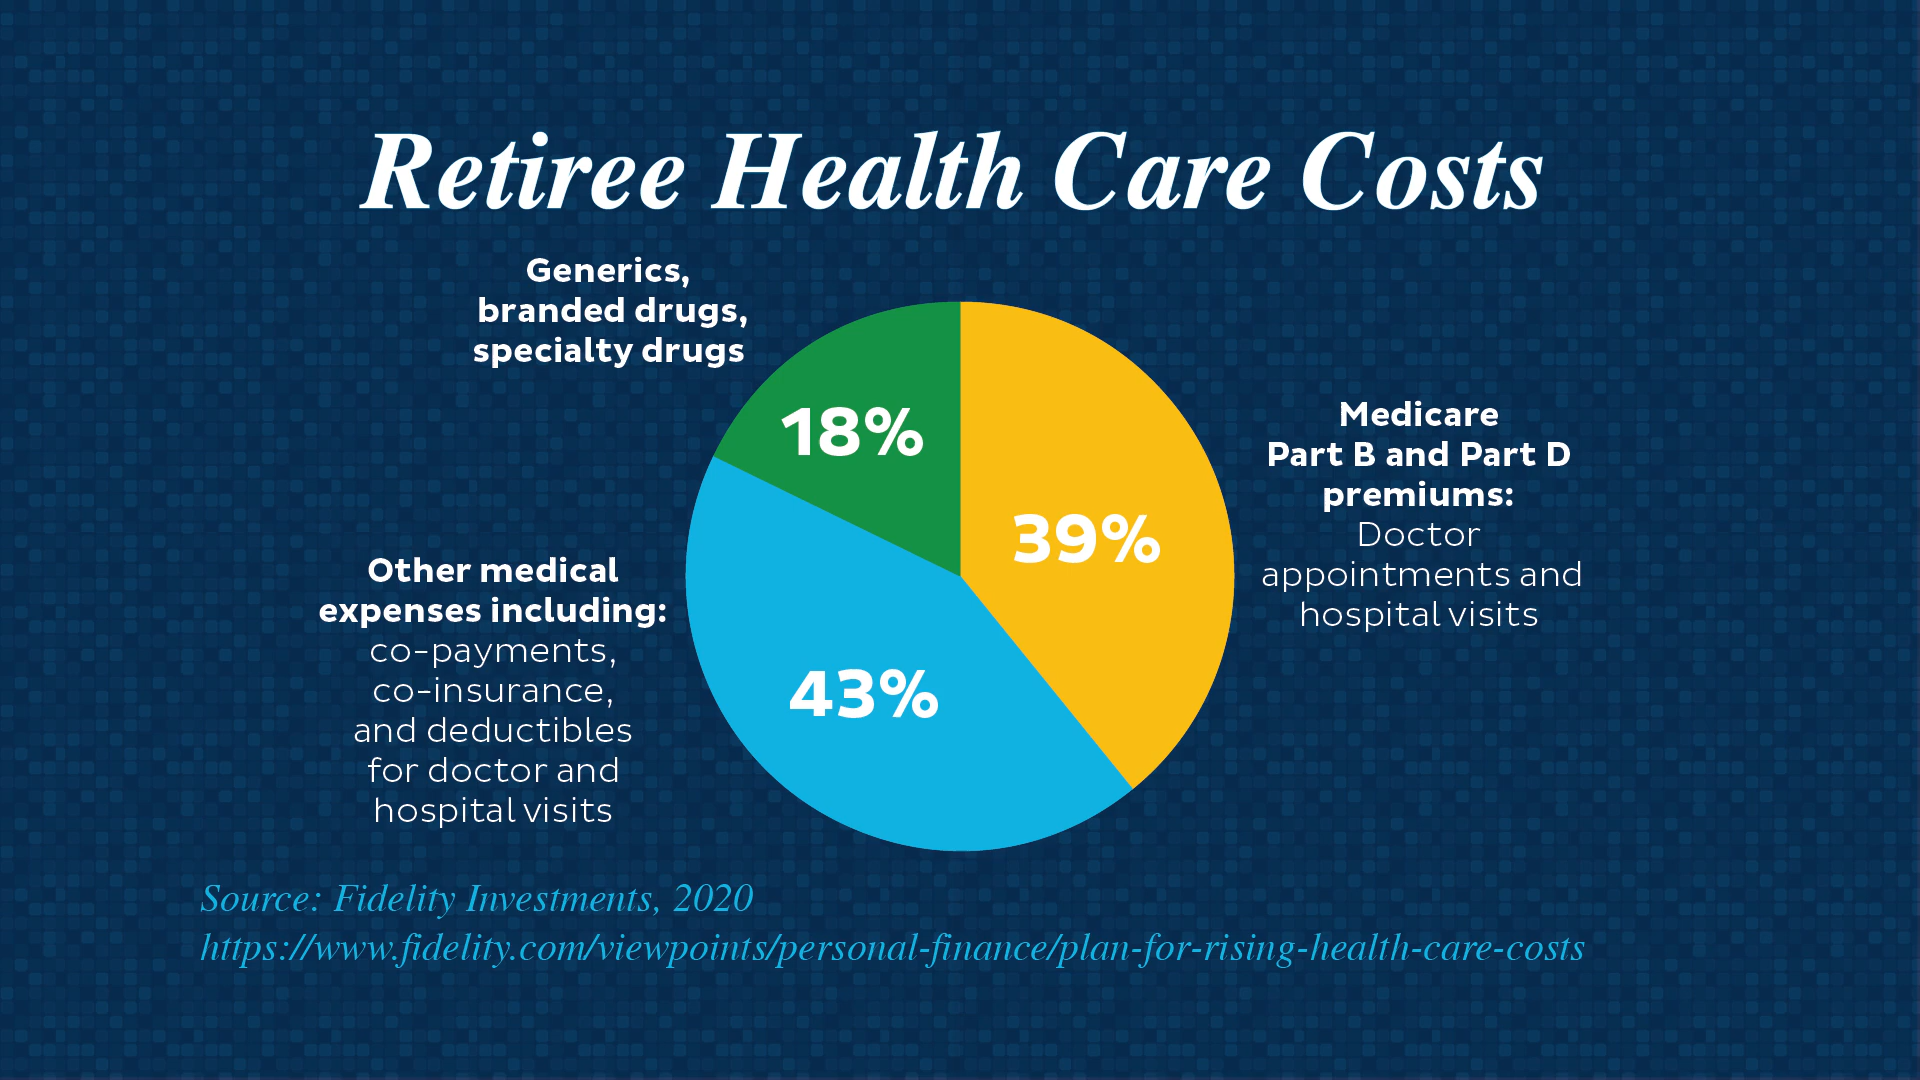 Retiree Health Care Costs
Generics,
branded drugs,
specialty drugs
18%
39%
43%
Medicare
Part B and Part D
premiums:
Doctor
appointments and
hospital visits
Other medical
expenses including:
co-payments,
co-insurance,
and deductibles
for doctor and
hospital visits
Source: Fidelity Investments, 2020
https://www.fidelity.com/viewpoints/personal-finance/plan-for-rising-health-care-costs